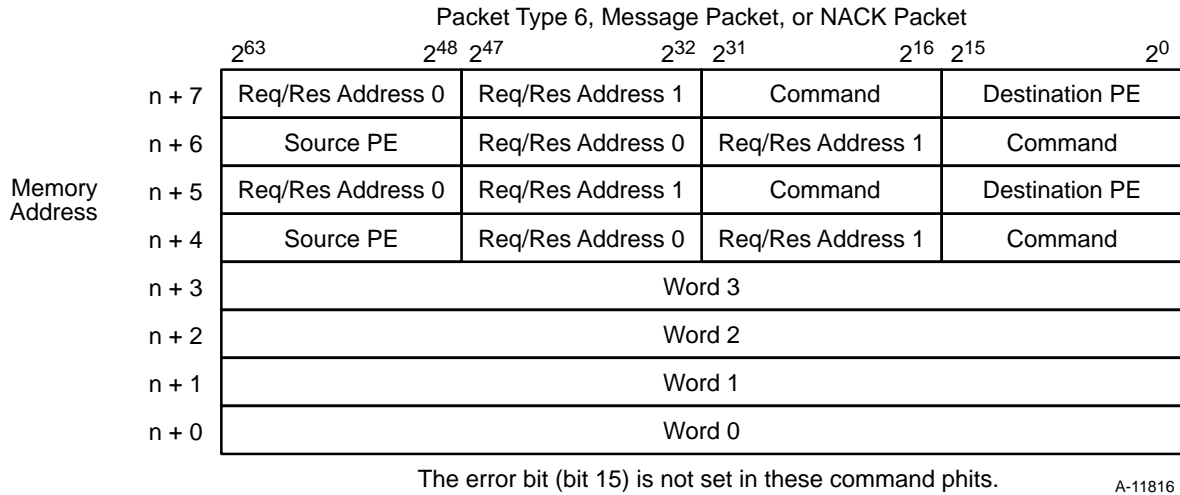 Packet Type 6, Message Packet, or NACK Packet
2^63 2^48 2^47 2^32 2^31 2^16 2^15 2^0
n + 7 Req/Res Address 0 Req/Res Address 1 Command Destination PE
n + 6 Source PE Req/Res Address 0 Req/Res Address 1 Command
Memory Address n + 5 Req/Res Address 0 Req/Res Address 1 Command Destination PE
n + 4 Source PE Req/Res Address 0 Req/Res Address 1 Command
n + 3 Word 3
n + 2 Word 2
n + 1 Word 1
n + 0 Word 0
The error bit (bit 15) is not set in these command phits.
A-11816